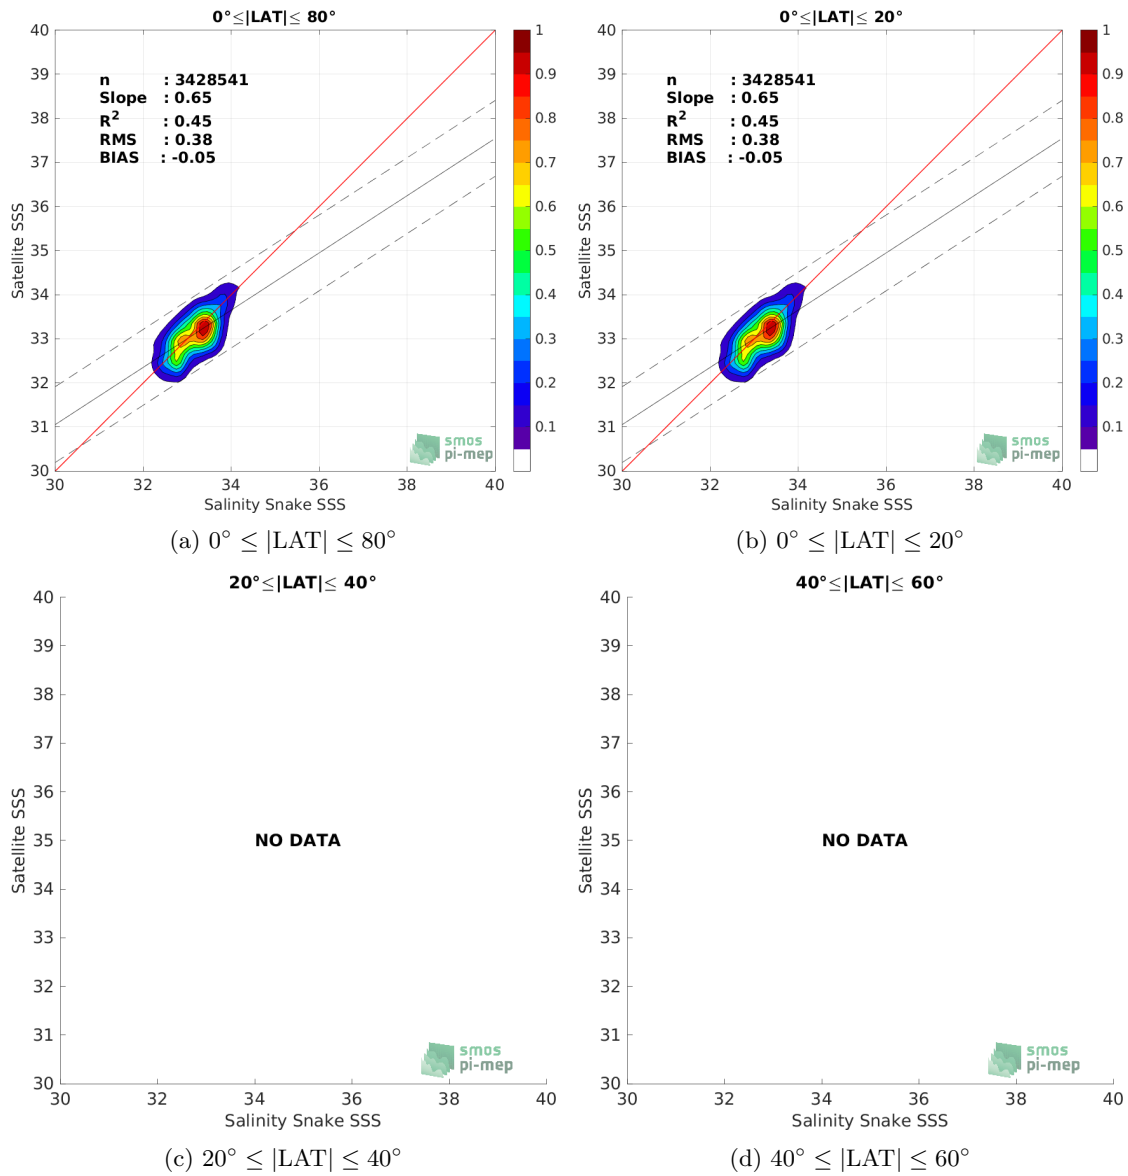 0°≤|LAT|≤ 80°
40
39
38
37
36
35
34
33
32
31
30
Satellite SSS
n : 3428541
Slope : 0.65
R² : 0.45
RMS : 0.38
BIAS : -0.05
smos
pi-mep
30 32 34 36 38 40
Salinity Snake SSS
1
0.9
0.8
0.7
0.6
0.5
0.4
0.3
0.2
0.1
(a) 0° ≤ |LAT| ≤ 80°
0°≤|LAT|≤ 20°
40
39
38
37
36
35
34
33
32
31
30
Satellite SSS
n : 3428541
Slope : 0.65
R² : 0.45
RMS : 0.38
BIAS : -0.05
smos
pi-mep
30 32 34 36 38 40
Salinity Snake SSS
1
0.9
0.8
0.7
0.6
0.5
0.4
0.3
0.2
0.1
(b) 0° ≤ |LAT| ≤ 20°
20°≤|LAT|≤ 40°
40
39
38
37
36
35
34
33
32
31
30
Satellite SSS
NO DATA
smos
pi-mep
30 32 34 36 38 40
Salinity Snake SSS
(c) 20° ≤ |LAT| ≤ 40°
40°≤|LAT|≤ 60°
40
39
38
37
36
35
34
33
32
31
30
Satellite SSS
NO DATA
smos
pi-mep
30 32 34 36 38 40
Salinity Snake SSS
(d) 40° ≤ |LAT| ≤ 60°